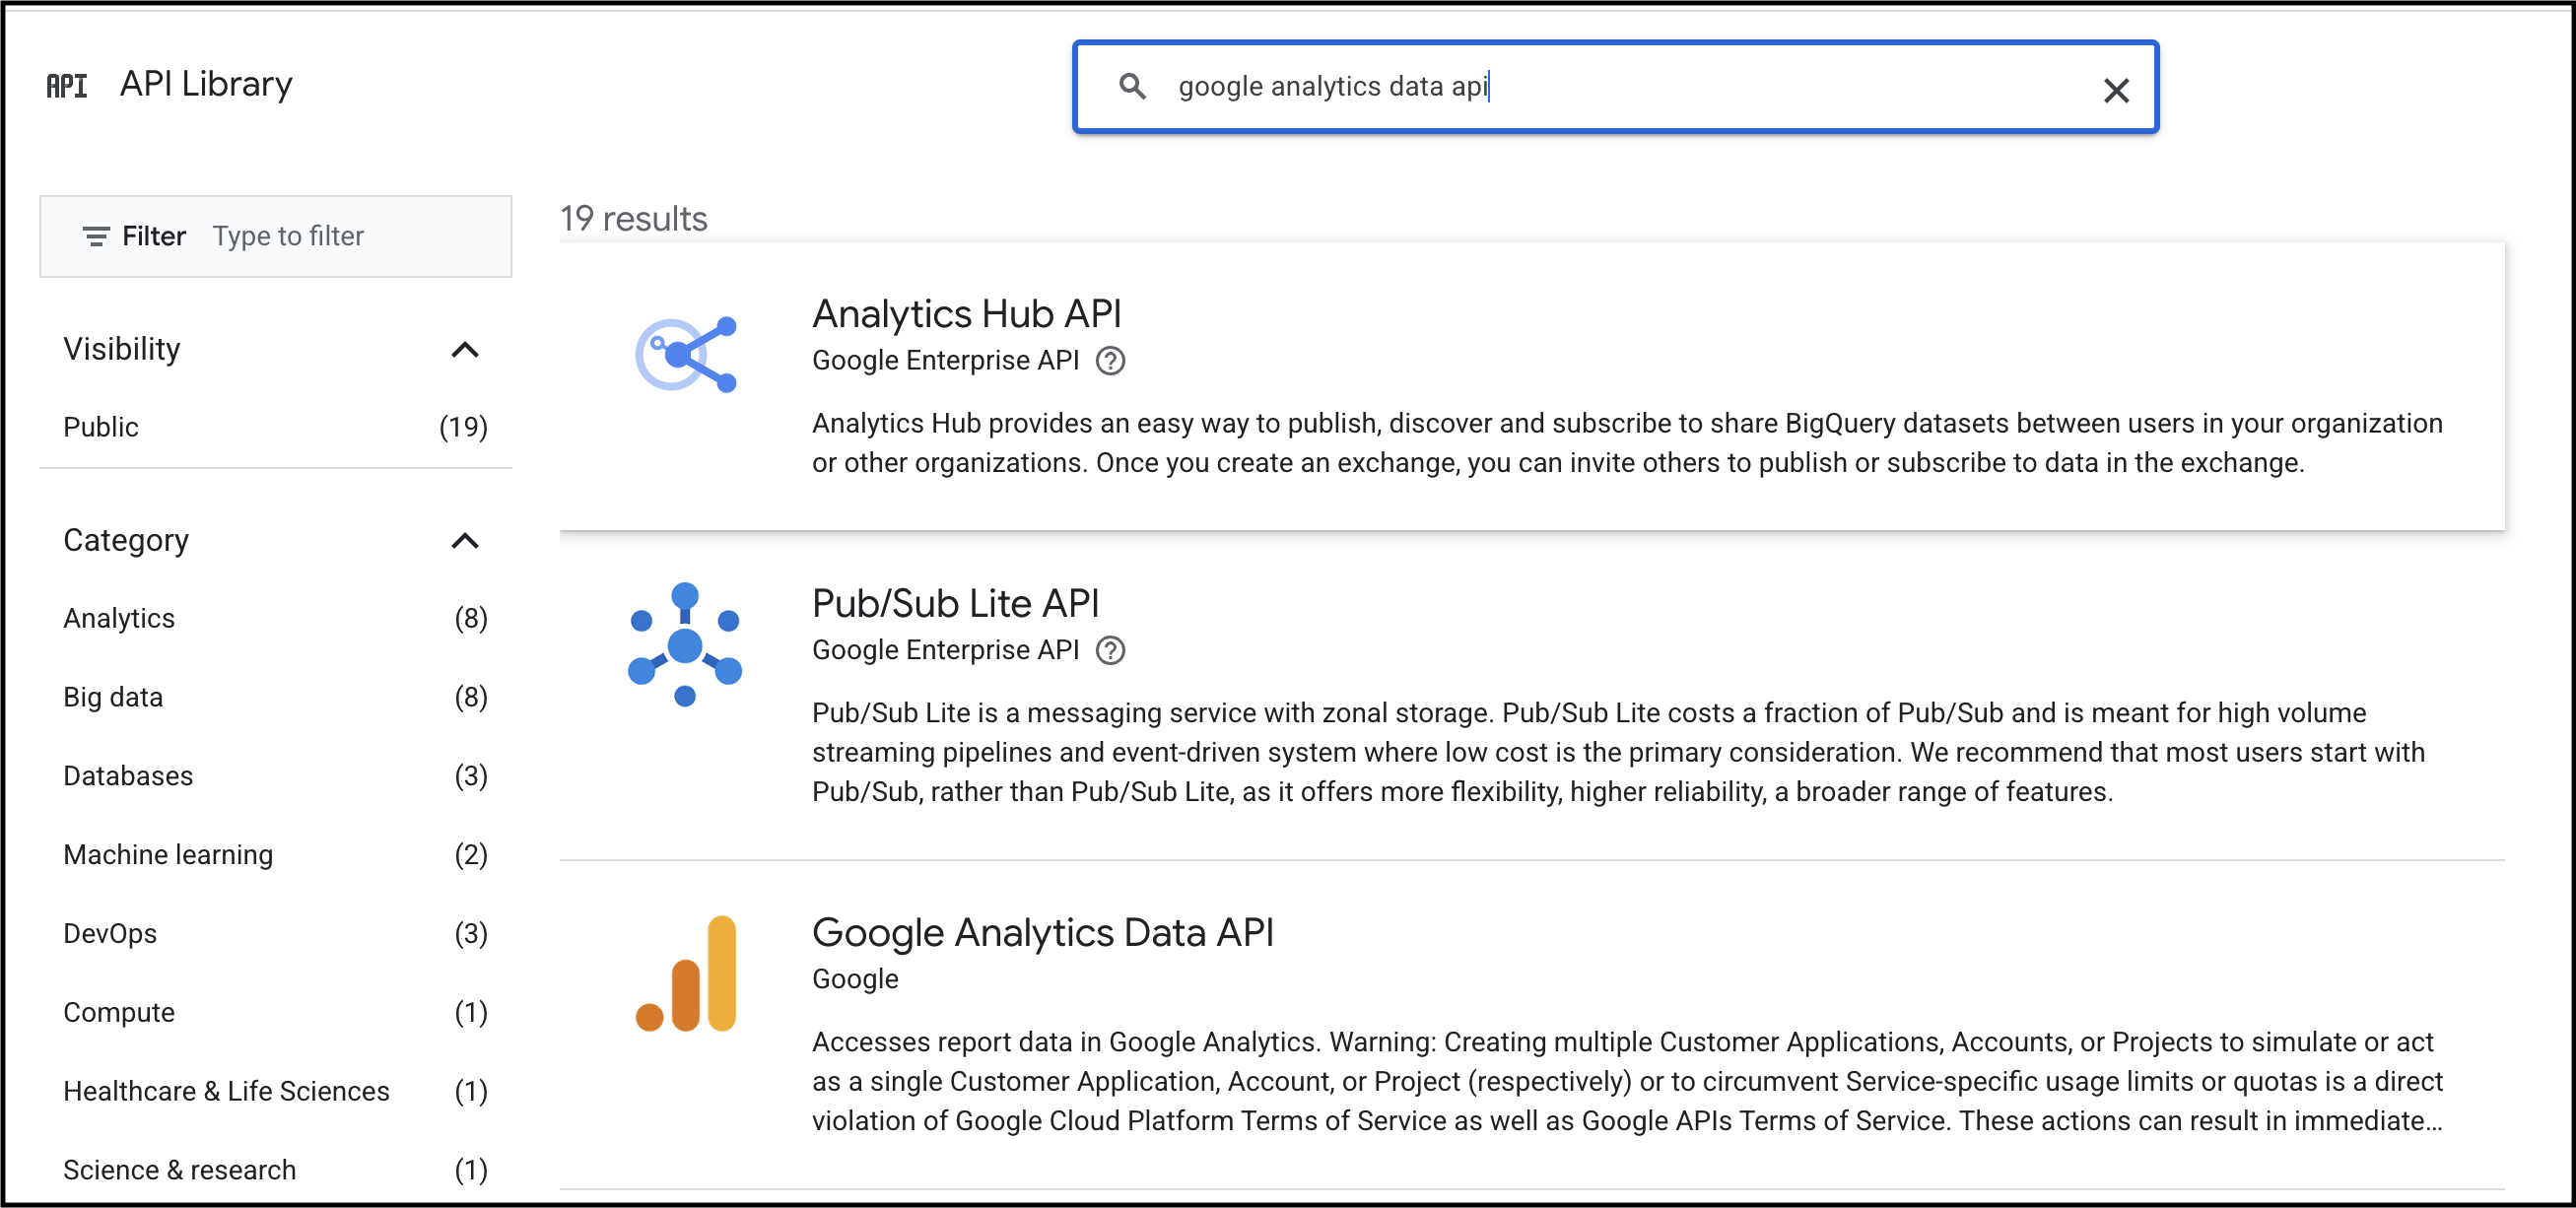 API API Library
google analytics data api
Filter Type to filter
Visibility
Public (19)
Category
Analytics (8)
Big data (8)
Databases (3)
Machine learning (2)
DevOps (3)
Compute (1)
Healthcare & Life Sciences (1)
Science & research (1)
19 results
Analytics Hub API
Google Enterprise API
Analytics Hub provides an easy way to publish, discover and subscribe to share BigQuery datasets between users in your organization
or other organizations. Once you create an exchange, you can invite others to publish or subscribe to data in the exchange.
Pub/Sub Lite API
Google Enterprise API
Pub/Sub Lite is a messaging service with zonal storage. Pub/Sub Lite costs a fraction of Pub/Sub and is meant for high volume
streaming pipelines and event-driven system where low cost is the primary consideration. We recommend that most users start with
Pub/Sub, rather than Pub/Sub Lite, as it offers more flexibility, higher reliability, a broader range of features.
Google Analytics Data API
Google
Accesses report data in Google Analytics. Warning: Creating multiple Customer Applications, Accounts, or Projects to simulate or act
as a single Customer Application, Account, or Project (respectively) or to circumvent Service-specific usage limits or quotas is a direct
violation of Google Cloud Platform Terms of Service as well as Google APIs Terms of Service. These actions can result in immediate...